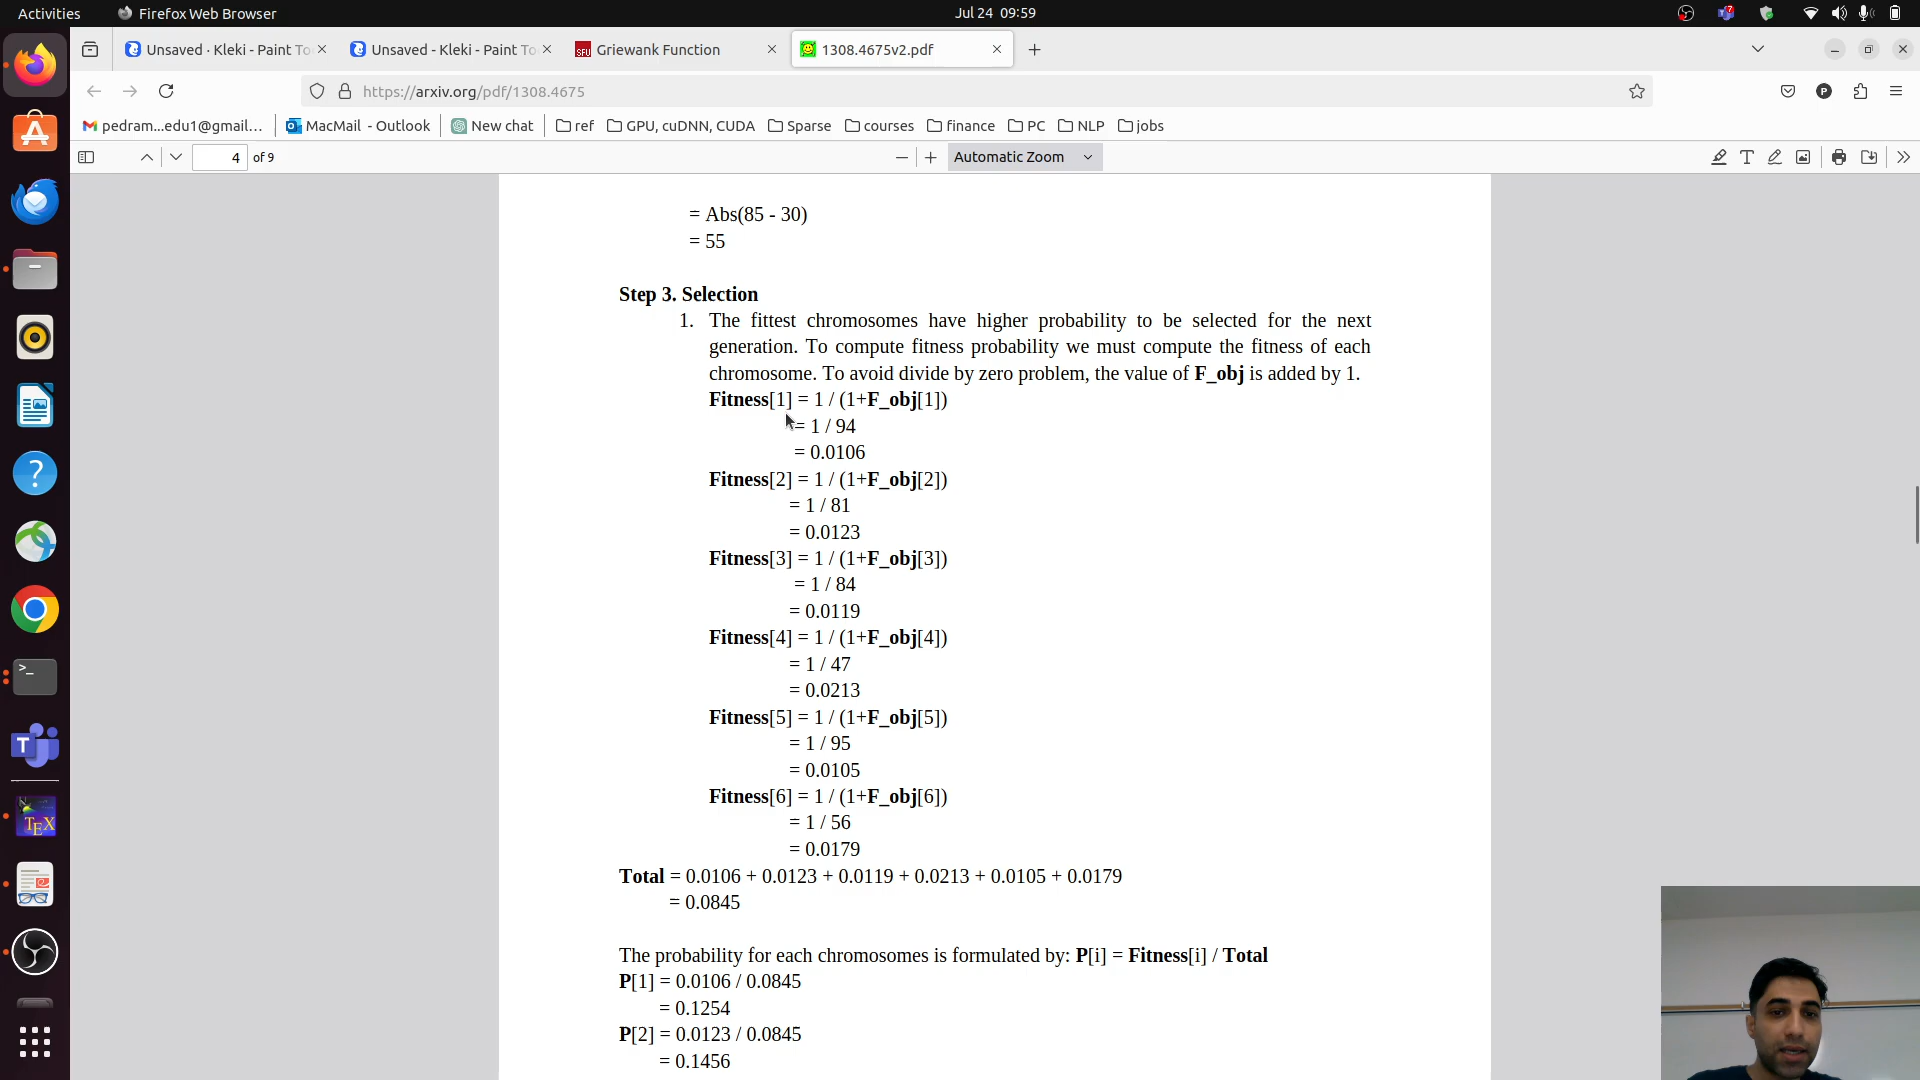 Activities
Firefox Web Browser
Jul 24 09:59
Unsaved · Kleki - Paint To
Unsaved - Kleki - Paint To
SFU
Griewank Function
1308.4675v2.pdf
https://arxiv.org/pdf/1308.4675
P
pedram...edu1@gmail...
MacMail - Outlook
New chat
ref
GPU, cuDNN, CUDA
Sparse
courses
finance
PC
NLP
jobs
4
of 9
Automatic Zoom
= Abs(85 - 30)
= 55
Step 3. Selection
1. The fittest chromosomes have higher probability to be selected for the next
generation. To compute fitness probability we must compute the fitness of each
chromosome. To avoid divide by zero problem, the value of F_obj is added by 1.
Fitness[1] = 1 / (1+F_obj[1])
= 1 / 94
= 0.0106
Fitness[2] = 1 / (1+F_obj[2])
= 1 / 81
= 0.0123
Fitness[3] = 1 / (1+F_obj[3])
= 1 / 84
= 0.0119
Fitness[4] = 1 / (1+F_obj[4])
= 1 / 47
= 0.0213
Fitness[5] = 1 / (1+F_obj[5])
= 1 / 95
= 0.0105
Fitness[6] = 1 / (1+F_obj[6])
= 1 / 56
= 0.0179
Total = 0.0106 + 0.0123 + 0.0119 + 0.0213 + 0.0105 + 0.0179
= 0.0845
The probability for each chromosomes is formulated by: P[i] = Fitness[i] / Total
P[1] = 0.0106 / 0.0845
= 0.1254
P[2] = 0.0123 / 0.0845
= 0.1456